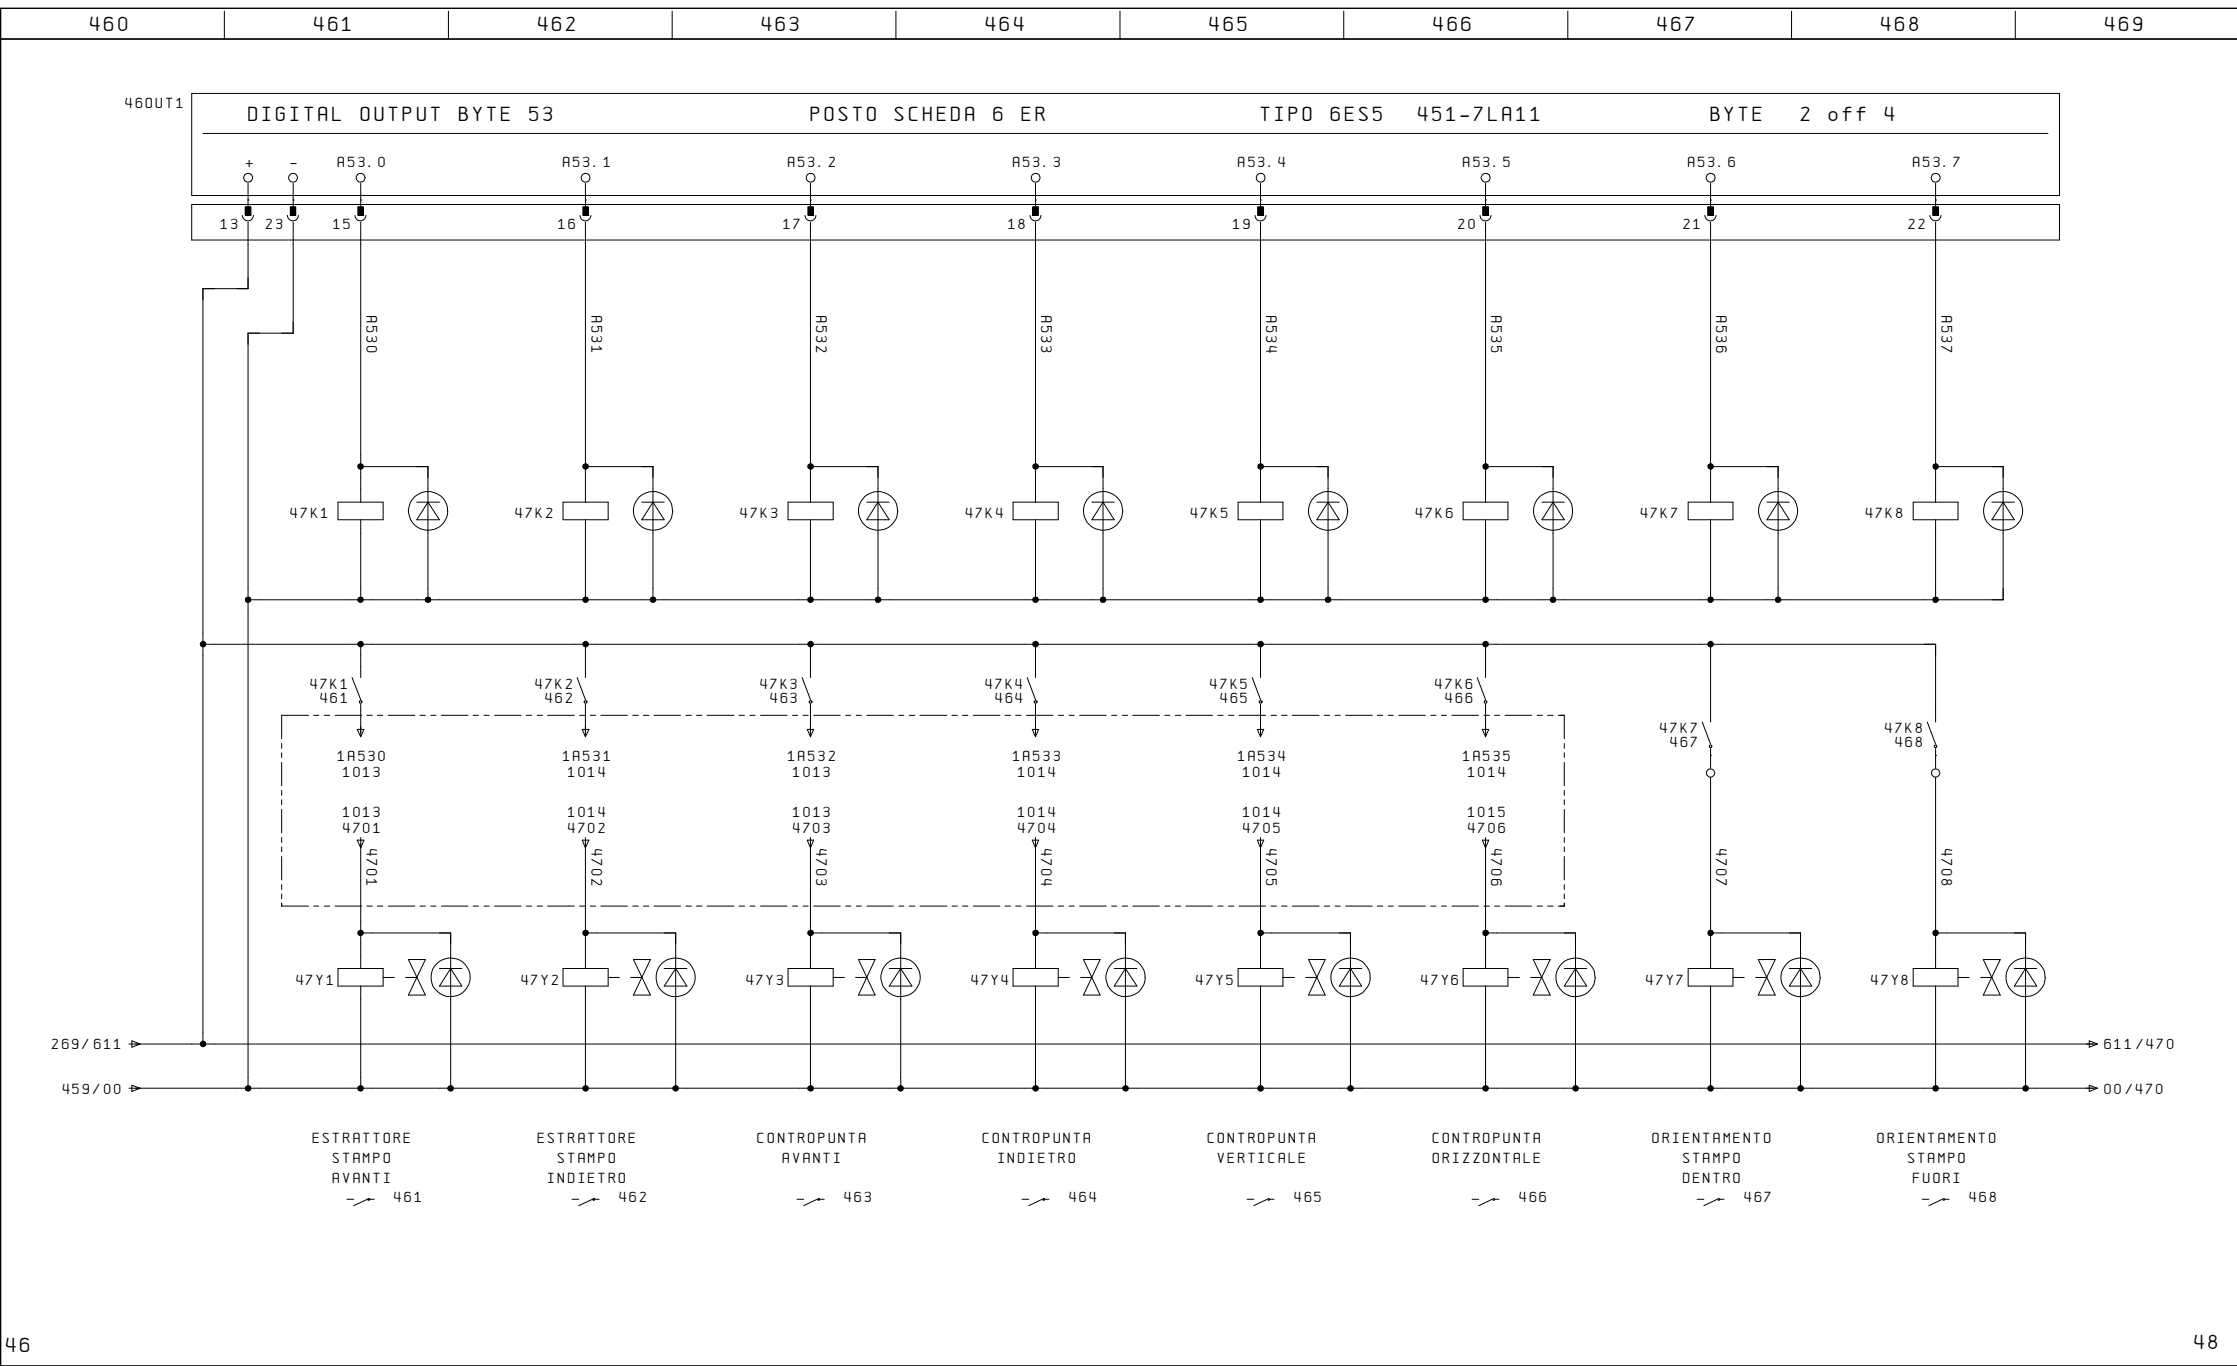 460 461 462 463 464 465 466 467 468 469
460UT1
DIGITAL OUTPUT BYTE 53 POSTO SCHEDA 6 ER TIPO 6ES5 451-7LA11 BYTE 2 off 4
+ - A53.0 A53.1 A53.2 A53.3 A53.4 A53.5 A53.6 A53.7
13 23 15 16 17 18 19 20 21 22
A530 A531 A532 A533 A534 A535 A536 A537
47K1 47K2 47K3 47K4 47K5 47K6 47K7 47K8
47K1 47K2 47K3 47K4 47K5 47K6
461 462 463 464 465 466
47K7 47K8
467 468
1A530 1A531 1A532 1A533 1A534 1A535
1013 1014 1013 1014 1014 1014
1013 1014 1013 1014 1014 1015
4701 4702 4703 4704 4705 4706
4701 4702 4703 4704 4705 4706 4707 4708
47Y1 47Y2 47Y3 47Y4 47Y5 47Y6 47Y7 47Y8
269/611 611/470
459/00 00/470
ESTRATTORE ESTRATTORE CONTROPUNTA CONTROPUNTA CONTROPUNTA CONTROPUNTA ORIENTAMENTO ORIENTAMENTO
STAMPO STAMPO AVANTI INDIETRO VERTICALE ORIZZONTALE STAMPO STAMPO
AVANTI INDIETRO DENTRO FUORI
461 462 463 464 465 466 467 468
46 48